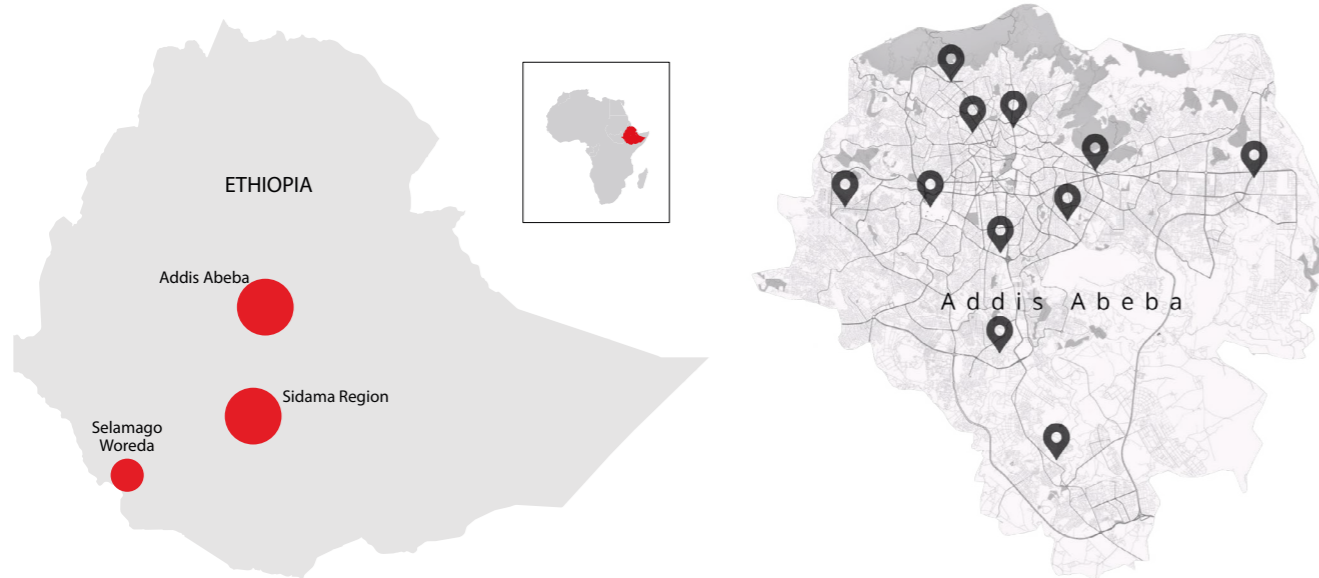 ETHIOPIA
Addis Abeba
Sidama Region
Selamago
Woreda
Addis Abeba